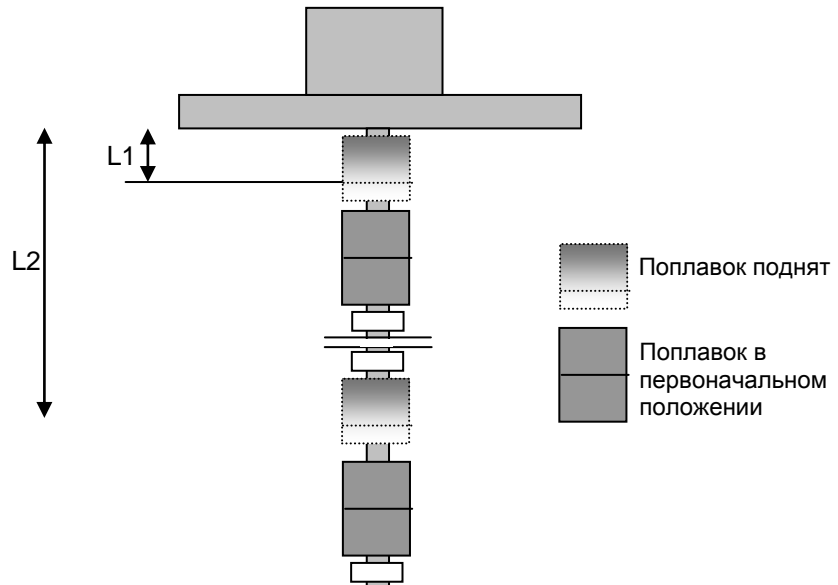 L1
L2
Поплавок поднят
Поплавок в
первоначальном
положении